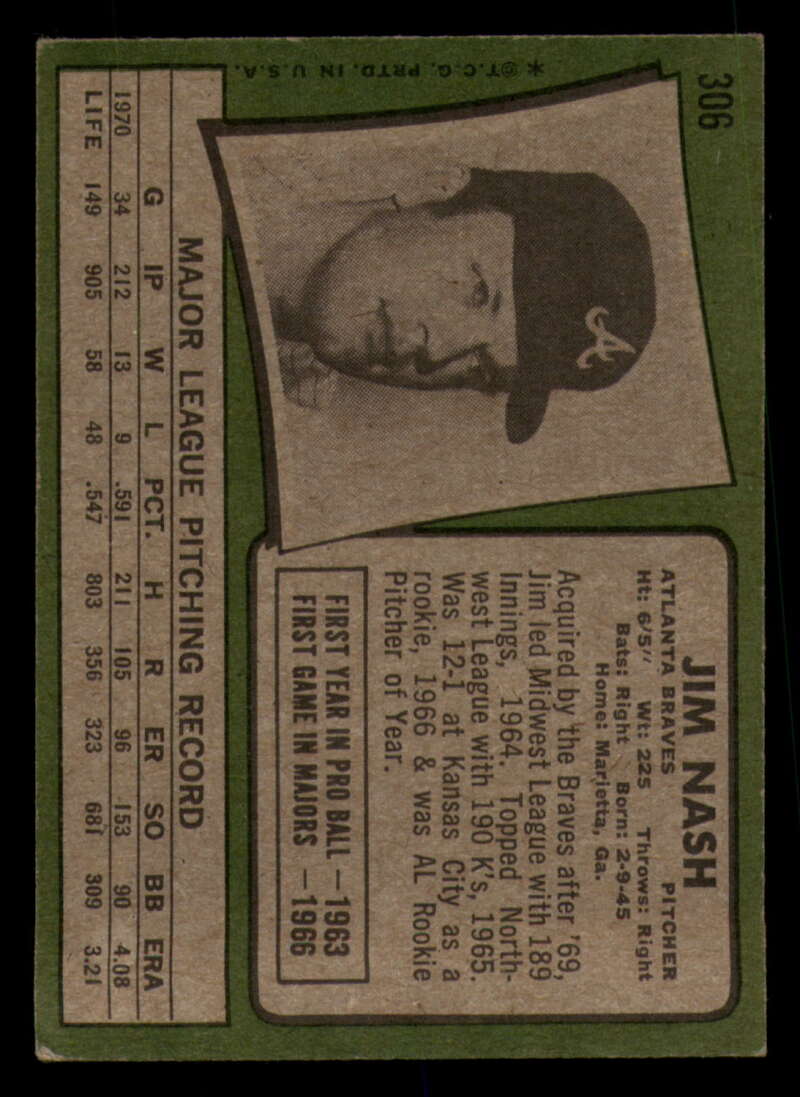 306
*©T.C.G. PRTD. IN U.S.A.
A
JIM NASH
ATLANTA BRAVES PITCHER
Ht: 6'5" Wt: 225 Throws: Right
Bats: Right Born: 2-9-45
Home: Marietta, Ga.
Acquired by the Braves after '69,
Jim led Midwest League with 189
Innings, 1964. Topped North-
west League with 190 K's, 1965.
Was 12-1 at Kansas City as a
rookie, 1966 & was AL Rookie
Pitcher of Year.
FIRST YEAR IN PRO BALL —1963
FIRST GAME IN MAJORS —1966
MAJOR LEAGUE PITCHING RECORD
G IP W L PCT. H R ER SO BB ERA
1970 34 212 13 9 .591 211 105 96 153 90 4.08
LIFE 149 905 58 48 .547 803 356 323 681 309 3.21